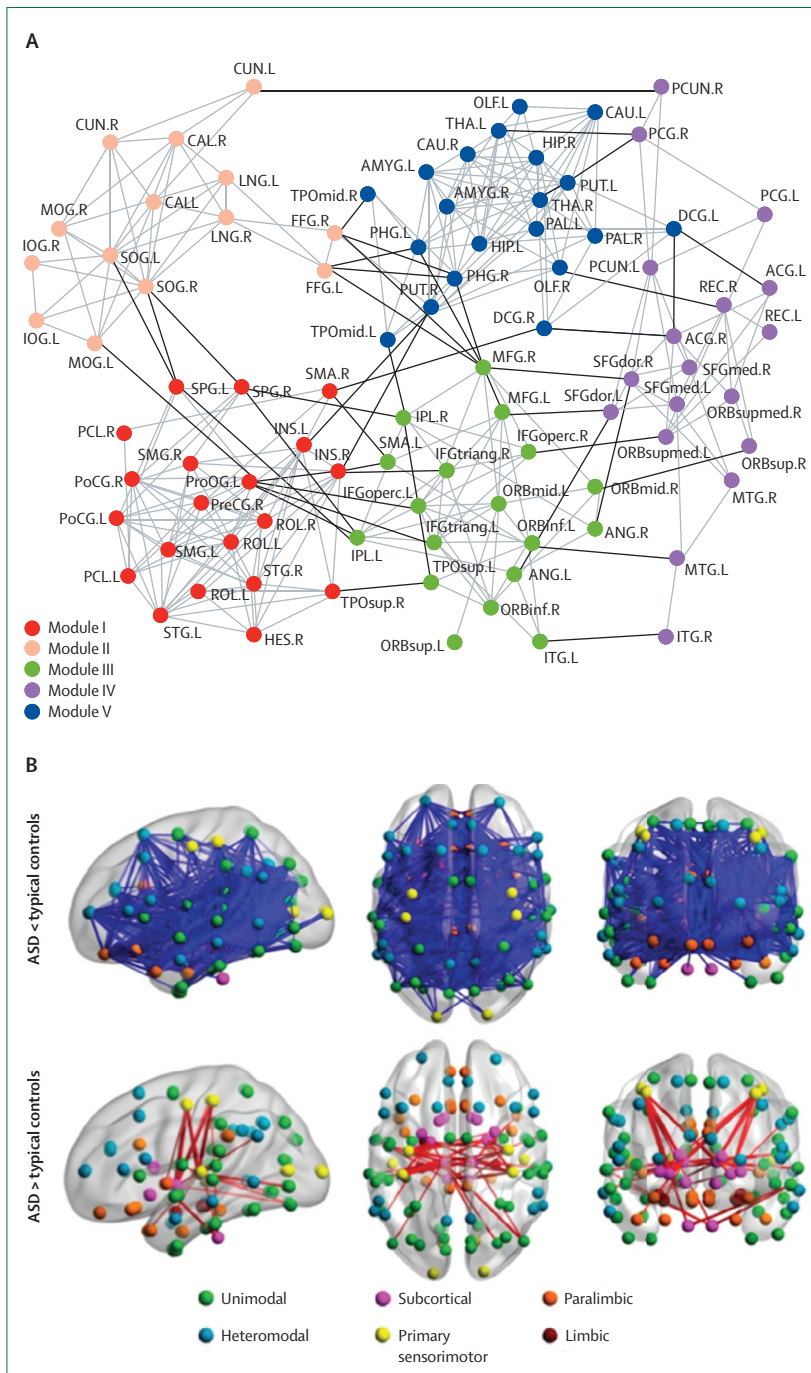 A
CUN.L
PCUN.R
OLF.L
CAU.L
THA.L
CUN.R
CAL.R
PCG.R
CAU.R
HIP.R
LNG.L
AMYG.L
TPOmid.R
AMYG.R
PUT.L
PCG.L
MOG.R
CALL
THA.R
LNG.R
FFG.R
PAL.L
DCG.L
IOG.R
SOG.L
PHG.L
HIP.L
PAL.R
PCUN.L
ACG.L
SOG.R
FFG.L
PHG.R
OLF.R
REC.R
PUT.R
REC.L
IOG.L
TPOmid.L
DCG.R
ACG.R
MOG.L
MFG.R
SFGdor.R
SFGmed.R
SMA.R
SPG.L
SPG.R
MFG.L
SFGdor.L
SFGmed.L
ORBsupmed.R
PCL.R
INS.L
IPL.R
SMA.L
IFGoperc.R
ORBsupmed.L
SMG.R
INS.R
IFGtriang.R
ORBsup.R
PoCG.R
ProOG.L
IFGoperc.L
ORBmid.L
ORBmid.R
MTG.R
PreCG.R
PoCG.L
ROL.R
IFGtriang.L
ORBinf.L
ANG.R
SMG.L
ROL.L
IPL.L
STG.R
TPOsup.L
ANG.L
MTG.L
PCL.L
ROL.L
TPOsup.R
ORBinf.R
STG.L
HES.R
ORBsup.L
ITG.L
ITG.R
Module I
Module II
Module III
Module IV
Module V
B
ASD < typical controls
ASD > typical controls
Unimodal
Subcortical
Paralimbic
Heteromodal
Primary
sensorimotor
Limbic